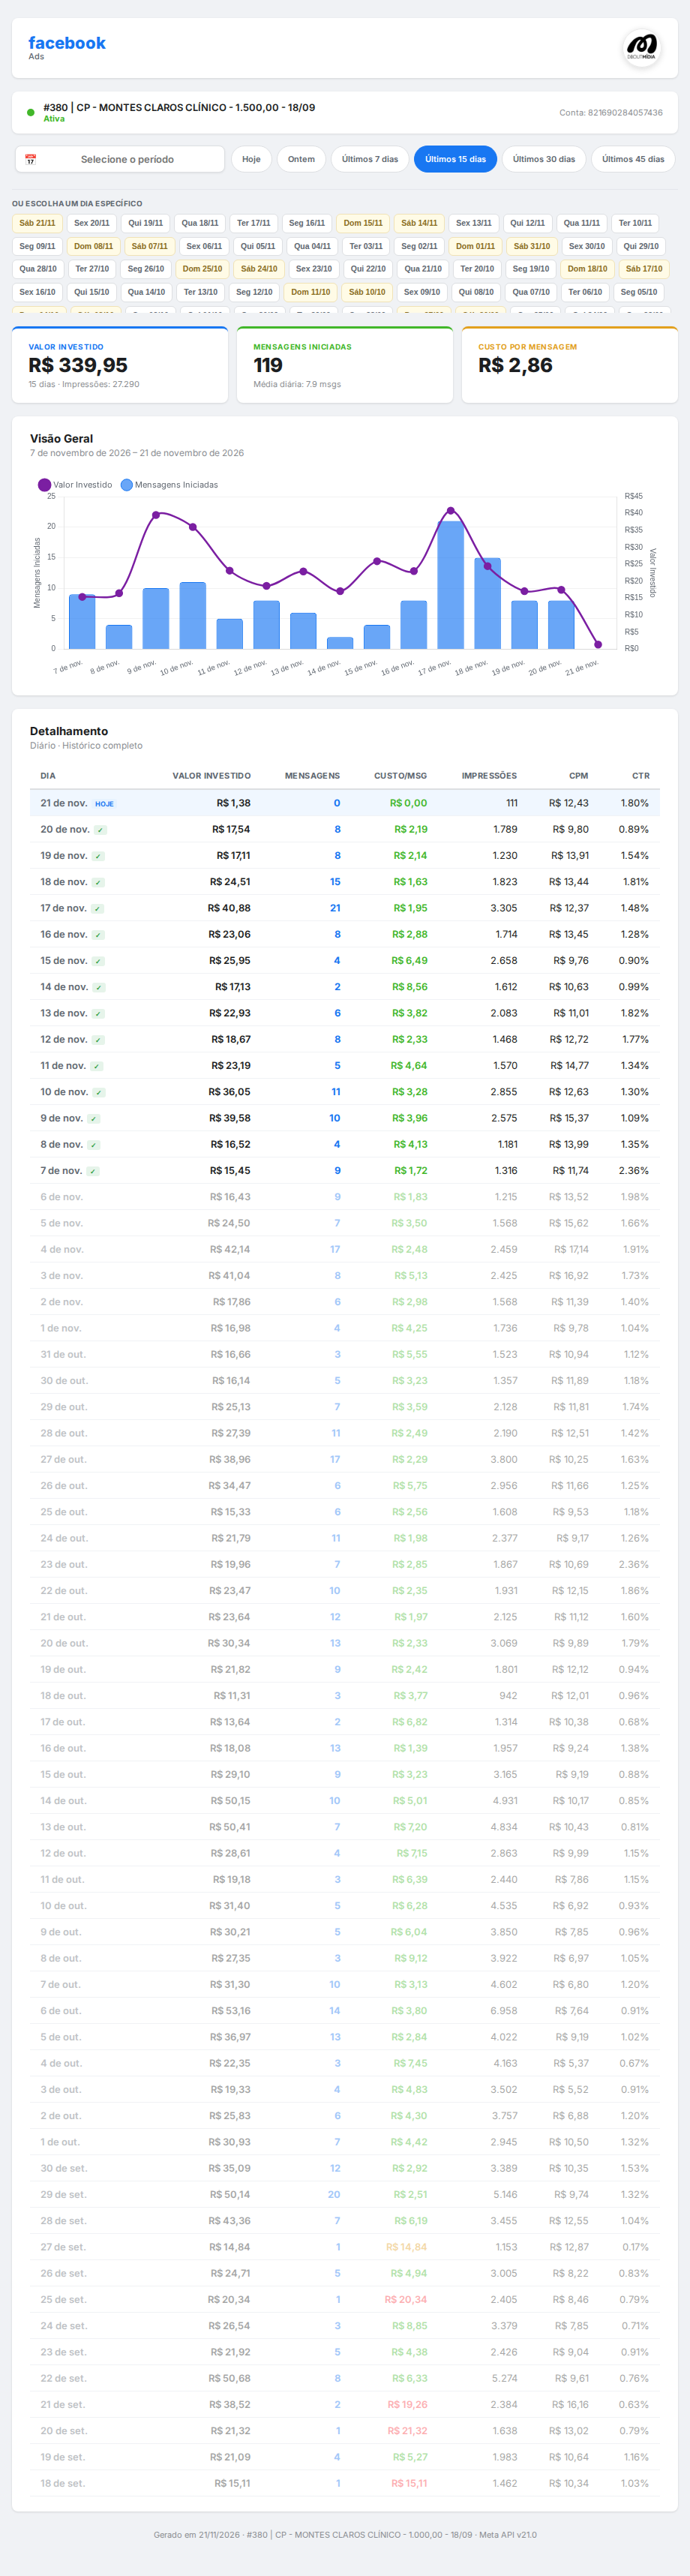 facebook
Ads
ABOUTMÍDIA
#380 | CP - MONTES CLAROS CLÍNICO - 1.500,00 - 18/09
Ativa
Conta: 821690284057436
Selecione o período Hoje Ontem Últimos 7 dias Últimos 15 dias Últimos 30 dias Últimos 45 dias
OU ESCOLHA UM DIA ESPECÍFICO
Sáb 21/11 Sex 20/11 Qui 19/11 Qua 18/11 Ter 17/11 Seg 16/11 Dom 15/11 Sáb 14/11 Sex 13/11 Qui 12/11 Qua 11/11 Ter 10/11
Seg 09/11 Dom 08/11 Sáb 07/11 Sex 06/11 Qui 05/11 Qua 04/11 Ter 03/11 Seg 02/11 Dom 01/11 Sáb 31/10 Sex 30/10 Qui 29/10
Qua 28/10 Ter 27/10 Seg 26/10 Dom 25/10 Sáb 24/10 Sex 23/10 Qui 22/10 Qua 21/10 Ter 20/10 Seg 19/10 Dom 18/10 Sáb 17/10
Sex 16/10 Qui 15/10 Qua 14/10 Ter 13/10 Seg 12/10 Dom 11/10 Sáb 10/10 Sex 09/10 Qui 08/10 Qua 07/10 Ter 06/10 Seg 05/10
VALOR INVESTIDO
R$ 339,95
15 dias · Impressões: 27.290
MENSAGENS INICIADAS
119
Média diária: 7.9 msgs
CUSTO POR MENSAGEM
R$ 2,86
Visão Geral
7 de novembro de 2026 – 21 de novembro de 2026
Valor Investido Mensagens Iniciadas
Mensagens Iniciadas
25
20
15
10
5
0
R$45
R$40
R$35
R$30
R$25
R$20
R$15
R$10
R$5
R$0
Valor Investido
7 de nov. 8 de nov. 9 de nov. 10 de nov. 11 de nov. 12 de nov. 13 de nov. 14 de nov. 15 de nov. 16 de nov. 17 de nov. 18 de nov. 19 de nov. 20 de nov. 21 de nov.
Detalhamento
Diário · Histórico completo
DIA VALOR INVESTIDO MENSAGENS CUSTO/MSG IMPRESSÕES CPM CTR
21 de nov. HOJE R$ 1,38 0 R$ 0,00 111 R$ 12,43 1.80%
20 de nov. ✓ R$ 17,54 8 R$ 2,19 1.789 R$ 9,80 0.89%
19 de nov. ✓ R$ 17,11 8 R$ 2,14 1.230 R$ 13,91 1.54%
18 de nov. ✓ R$ 24,51 15 R$ 1,63 1.823 R$ 13,44 1.81%
17 de nov. ✓ R$ 40,88 21 R$ 1,95 3.305 R$ 12,37 1.48%
16 de nov. ✓ R$ 23,06 8 R$ 2,88 1.714 R$ 13,45 1.28%
15 de nov. ✓ R$ 25,95 4 R$ 6,49 2.658 R$ 9,76 0.90%
14 de nov. ✓ R$ 17,13 2 R$ 8,56 1.612 R$ 10,63 0.99%
13 de nov. ✓ R$ 22,93 6 R$ 3,82 2.083 R$ 11,01 1.82%
12 de nov. ✓ R$ 18,67 8 R$ 2,33 1.468 R$ 12,72 1.77%
11 de nov. ✓ R$ 23,19 5 R$ 4,64 1.570 R$ 14,77 1.34%
10 de nov. ✓ R$ 36,05 11 R$ 3,28 2.855 R$ 12,63 1.30%
9 de nov. ✓ R$ 39,58 10 R$ 3,96 2.575 R$ 15,37 1.09%
8 de nov. ✓ R$ 16,52 4 R$ 4,13 1.181 R$ 13,99 1.35%
7 de nov. ✓ R$ 15,45 9 R$ 1,72 1.316 R$ 11,74 2.36%
6 de nov. R$ 16,43 9 R$ 1,83 1.215 R$ 13,52 1.98%
5 de nov. R$ 24,50 7 R$ 3,50 1.568 R$ 15,62 1.66%
4 de nov. R$ 42,14 17 R$ 2,48 2.459 R$ 17,14 1.91%
3 de nov. R$ 41,04 8 R$ 5,13 2.425 R$ 16,92 1.73%
2 de nov. R$ 17,86 6 R$ 2,98 1.568 R$ 11,39 1.40%
1 de nov. R$ 16,98 4 R$ 4,25 1.736 R$ 9,78 1.04%
31 de out. R$ 16,66 3 R$ 5,55 1.523 R$ 10,94 1.12%
30 de out. R$ 16,14 5 R$ 3,23 1.357 R$ 11,89 1.18%
29 de out. R$ 25,13 7 R$ 3,59 2.128 R$ 11,81 1.74%
28 de out. R$ 27,39 11 R$ 2,49 2.190 R$ 12,51 1.42%
27 de out. R$ 38,96 17 R$ 2,29 3.800 R$ 10,25 1.63%
26 de out. R$ 34,47 6 R$ 5,75 2.956 R$ 11,66 1.25%
25 de out. R$ 15,33 6 R$ 2,56 1.608 R$ 9,53 1.18%
24 de out. R$ 21,79 11 R$ 1,98 2.377 R$ 9,17 1.26%
23 de out. R$ 19,96 7 R$ 2,85 1.867 R$ 10,69 2.36%
22 de out. R$ 23,47 10 R$ 2,35 1.931 R$ 12,15 1.86%
21 de out. R$ 23,64 12 R$ 1,97 2.125 R$ 11,12 1.60%
20 de out. R$ 30,34 13 R$ 2,33 3.069 R$ 9,89 1.79%
19 de out. R$ 21,82 9 R$ 2,42 1.801 R$ 12,12 0.94%
18 de out. R$ 11,31 3 R$ 3,77 942 R$ 12,01 0.96%
17 de out. R$ 13,64 2 R$ 6,82 1.314 R$ 10,38 0.68%
16 de out. R$ 18,08 13 R$ 1,39 1.957 R$ 9,24 1.38%
15 de out. R$ 29,10 9 R$ 3,23 3.165 R$ 9,19 0.88%
14 de out. R$ 50,15 10 R$ 5,01 4.931 R$ 10,17 0.85%
13 de out. R$ 50,41 7 R$ 7,20 4.834 R$ 10,43 0.81%
12 de out. R$ 28,61 4 R$ 7,15 2.863 R$ 9,99 1.15%
11 de out. R$ 19,18 3 R$ 6,39 2.440 R$ 7,86 1.15%
10 de out. R$ 31,40 5 R$ 6,28 4.535 R$ 6,92 0.93%
9 de out. R$ 30,21 5 R$ 6,04 3.850 R$ 7,85 0.96%
8 de out. R$ 27,35 3 R$ 9,12 3.922 R$ 6,97 1.05%
7 de out. R$ 31,30 10 R$ 3,13 4.602 R$ 6,80 1.20%
6 de out. R$ 53,16 14 R$ 3,80 6.958 R$ 7,64 0.91%
5 de out. R$ 36,97 13 R$ 2,84 4.022 R$ 9,19 1.02%
4 de out. R$ 22,35 3 R$ 7,45 4.163 R$ 5,37 0.67%
3 de out. R$ 19,33 4 R$ 4,83 3.502 R$ 5,52 0.91%
2 de out. R$ 25,83 6 R$ 4,30 3.757 R$ 6,88 1.20%
1 de out. R$ 30,93 7 R$ 4,42 2.945 R$ 10,50 1.32%
30 de set. R$ 35,09 12 R$ 2,92 3.389 R$ 10,35 1.53%
29 de set. R$ 50,14 20 R$ 2,51 5.146 R$ 9,74 1.32%
28 de set. R$ 43,36 7 R$ 6,19 3.455 R$ 12,55 1.04%
27 de set. R$ 14,84 1 R$ 14,84 1.153 R$ 12,87 0.17%
26 de set. R$ 24,71 5 R$ 4,94 3.005 R$ 8,22 0.83%
25 de set. R$ 20,34 1 R$ 20,34 2.405 R$ 8,46 0.79%
24 de set. R$ 26,54 3 R$ 8,85 3.379 R$ 7,85 0.71%
23 de set. R$ 21,92 5 R$ 4,38 2.426 R$ 9,04 0.91%
22 de set. R$ 50,68 8 R$ 6,33 5.274 R$ 9,61 0.76%
21 de set. R$ 38,52 2 R$ 19,26 2.384 R$ 16,16 0.63%
20 de set. R$ 21,32 1 R$ 21,32 1.638 R$ 13,02 0.79%
19 de set. R$ 21,09 4 R$ 5,27 1.983 R$ 10,64 1.16%
18 de set. R$ 15,11 1 R$ 15,11 1.462 R$ 10,34 1.03%
Gerado em 21/11/2026 · #380 | CP - MONTES CLAROS CLÍNICO - 1.000,00 - 18/09 · Meta API v21.0